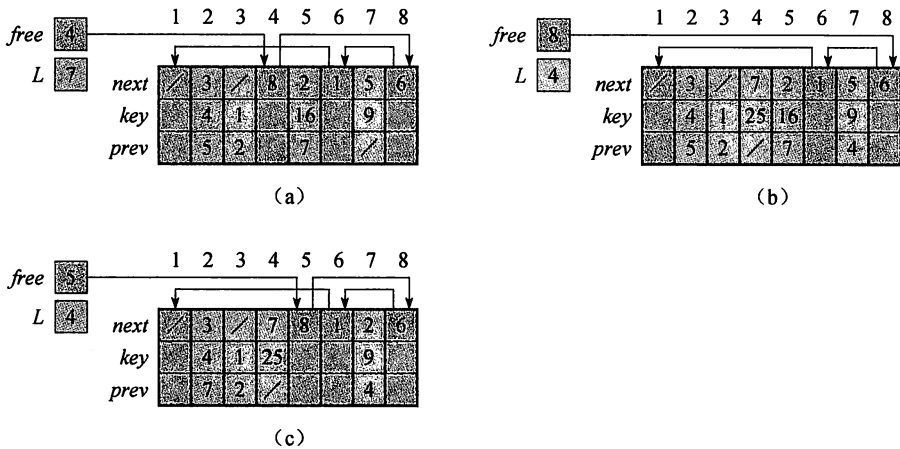 1 2 3 4 5 6 7 8
free 4
L 7
next / 3 / 8 2 1 5 6
key 4 1 16 9
prev 5 2 7 /
(a)
1 2 3 4 5 6 7 8
free 8
L 4
next / 3 / 7 2 1 5 6
key 4 1 25 16 9
prev 5 2 / 7 4
(b)
1 2 3 4 5 6 7 8
free 5
L 4
next / 3 / 7 8 1 2 6
key 4 1 25 9
prev 7 2 / 4
(c)